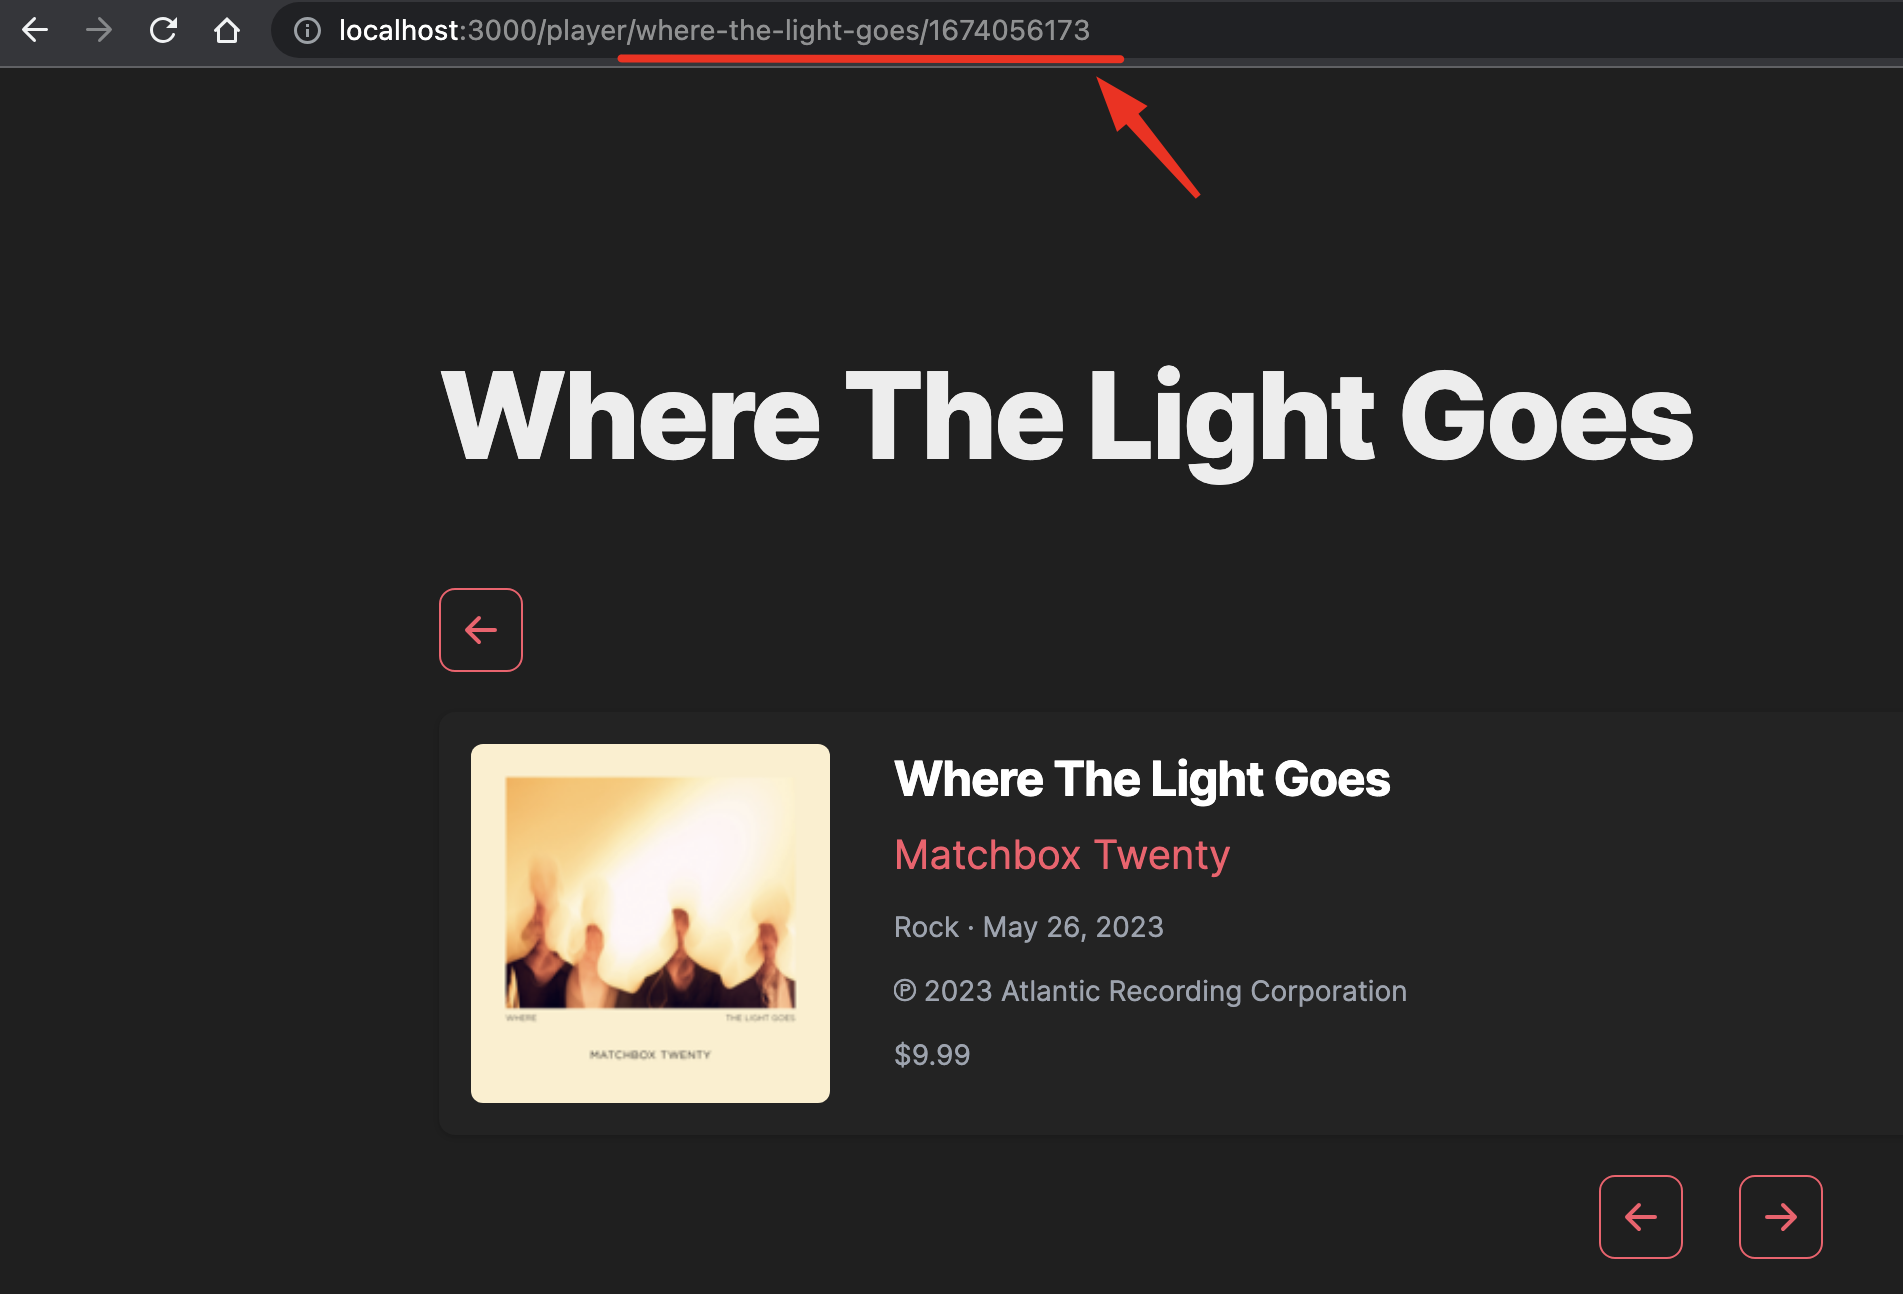 localhost:3000/player/where-the-light-goes/1674056173
Where The Light Goes
WHERE THE LIGHT GOES
MATCHBOX TWENTY
Where The Light Goes
Matchbox Twenty
Rock · May 26, 2023
℗ 2023 Atlantic Recording Corporation
$9.99